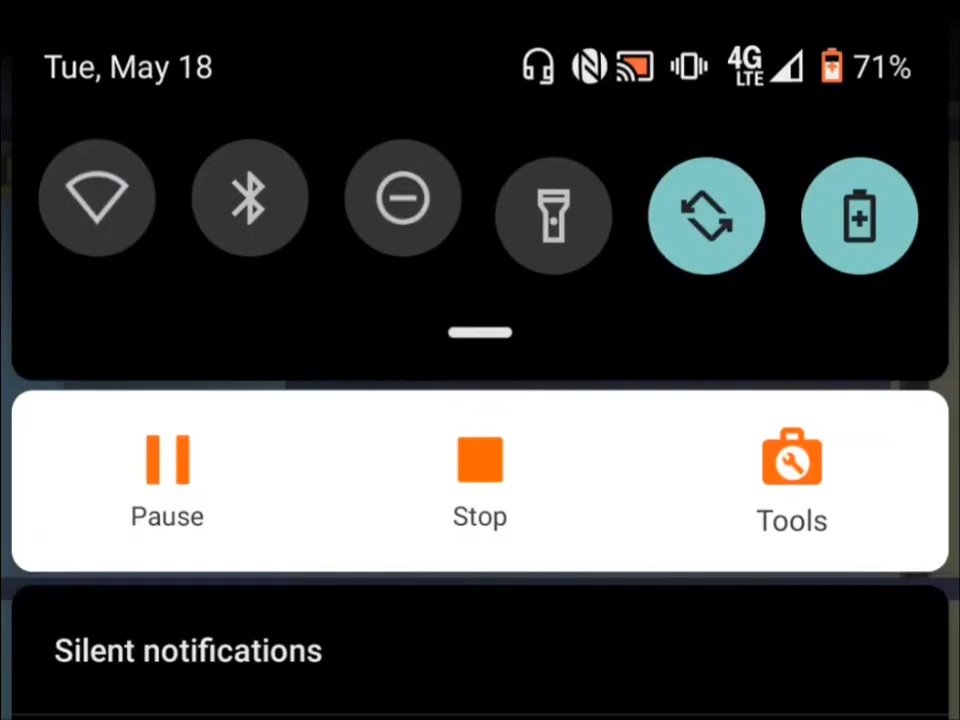 Tue, May 18
4G LTE 71%
Pause
Stop
Tools
Silent notifications